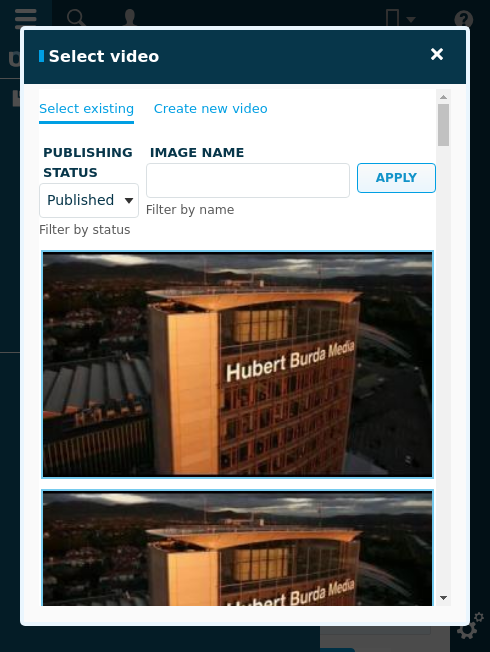 Select video
Select existing
Create new video
PUBLISHING
STATUS
IMAGE NAME
Published
APPLY
Filter by name
Filter by status
Hubert Burda Media
Hubert Burda Media